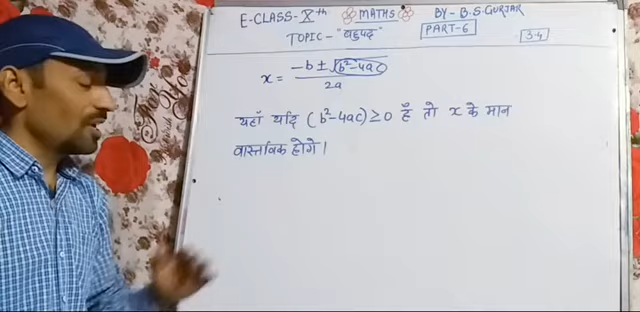 E-CLASS-Xth MATHS BY-B.S.GURJAR
TOPIC-"बहुपद" PART-6 3.4
x = −b ± √(b²−4ac) / 2a
यहाँ यदि (b²−4ac) ≥ 0 है तो x के मान
वास्तविक होंगे।